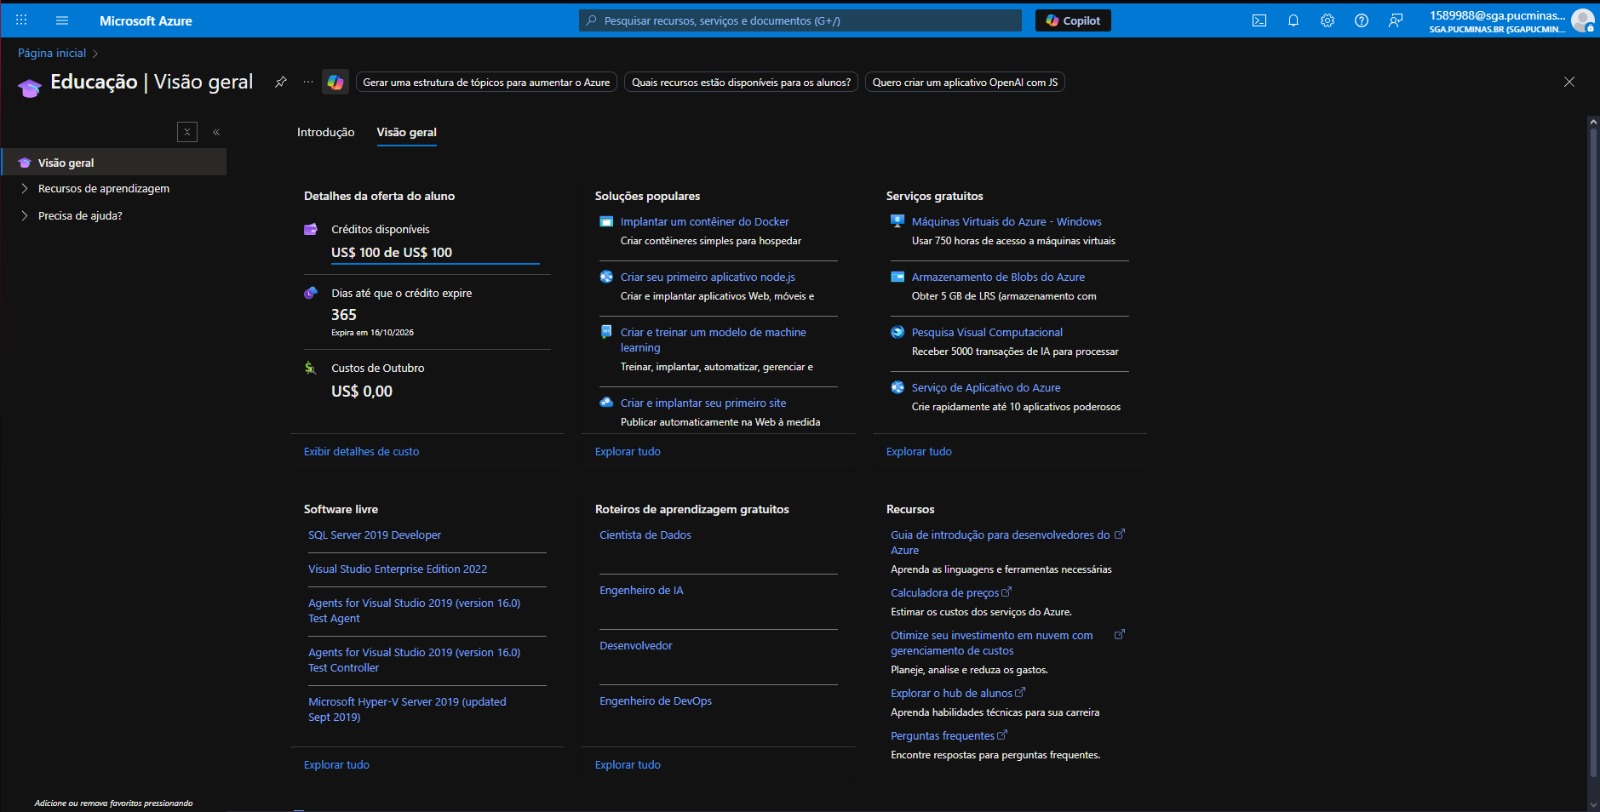 Microsoft Azure
Pesquisar recursos, serviços e documentos (G+/)
Copilot
1589988@sga.pucminas...
SGA.PUCMINAS.BR (SGAPUCMIN...
Página inicial
Educação | Visão geral
Gerar uma estrutura de tópicos para aumentar o Azure
Quais recursos estão disponíveis para os alunos?
Quero criar um aplicativo OpenAI com JS
Visão geral
Recursos de aprendizagem
Precisa de ajuda?
Introdução
Visão geral
Detalhes da oferta do aluno
Créditos disponíveis
US$ 100 de US$ 100
Dias até que o crédito expire
365
Expira em 16/10/2026
Custos de Outubro
US$ 0,00
Exibir detalhes de custo
Soluções populares
Implantar um contêiner do Docker
Criar contêineres simples para hospedar
Criar seu primeiro aplicativo node.js
Criar e implantar aplicativos Web, móveis e
Criar e treinar um modelo de machine
learning
Treinar, implantar, automatizar, gerenciar e
Criar e implantar seu primeiro site
Publicar automaticamente na Web à medida
Explorar tudo
Serviços gratuitos
Máquinas Virtuais do Azure - Windows
Usar 750 horas de acesso a máquinas virtuais
Armazenamento de Blobs do Azure
Obter 5 GB de LRS (armazenamento com
Pesquisa Visual Computacional
Receber 5000 transações de IA para processar
Serviço de Aplicativo do Azure
Crie rapidamente até 10 aplicativos poderosos
Explorar tudo
Software livre
SQL Server 2019 Developer
Visual Studio Enterprise Edition 2022
Agents for Visual Studio 2019 (version 16.0)
Test Agent
Agents for Visual Studio 2019 (version 16.0)
Test Controller
Microsoft Hyper-V Server 2019 (updated
Sept 2019)
Explorar tudo
Roteiros de aprendizagem gratuitos
Cientista de Dados
Engenheiro de IA
Desenvolvedor
Engenheiro de DevOps
Explorar tudo
Recursos
Guia de introdução para desenvolvedores do
Azure
Aprenda as linguagens e ferramentas necessárias
Calculadora de preços
Estimar os custos dos serviços do Azure.
Otimize seu investimento em nuvem com
gerenciamento de custos
Planeje, analise e reduza os gastos.
Explorar o hub de alunos
Aprenda habilidades técnicas para sua carreira
Perguntas frequentes
Encontre respostas para perguntas frequentes.
Adicione ou remova favoritos pressionando